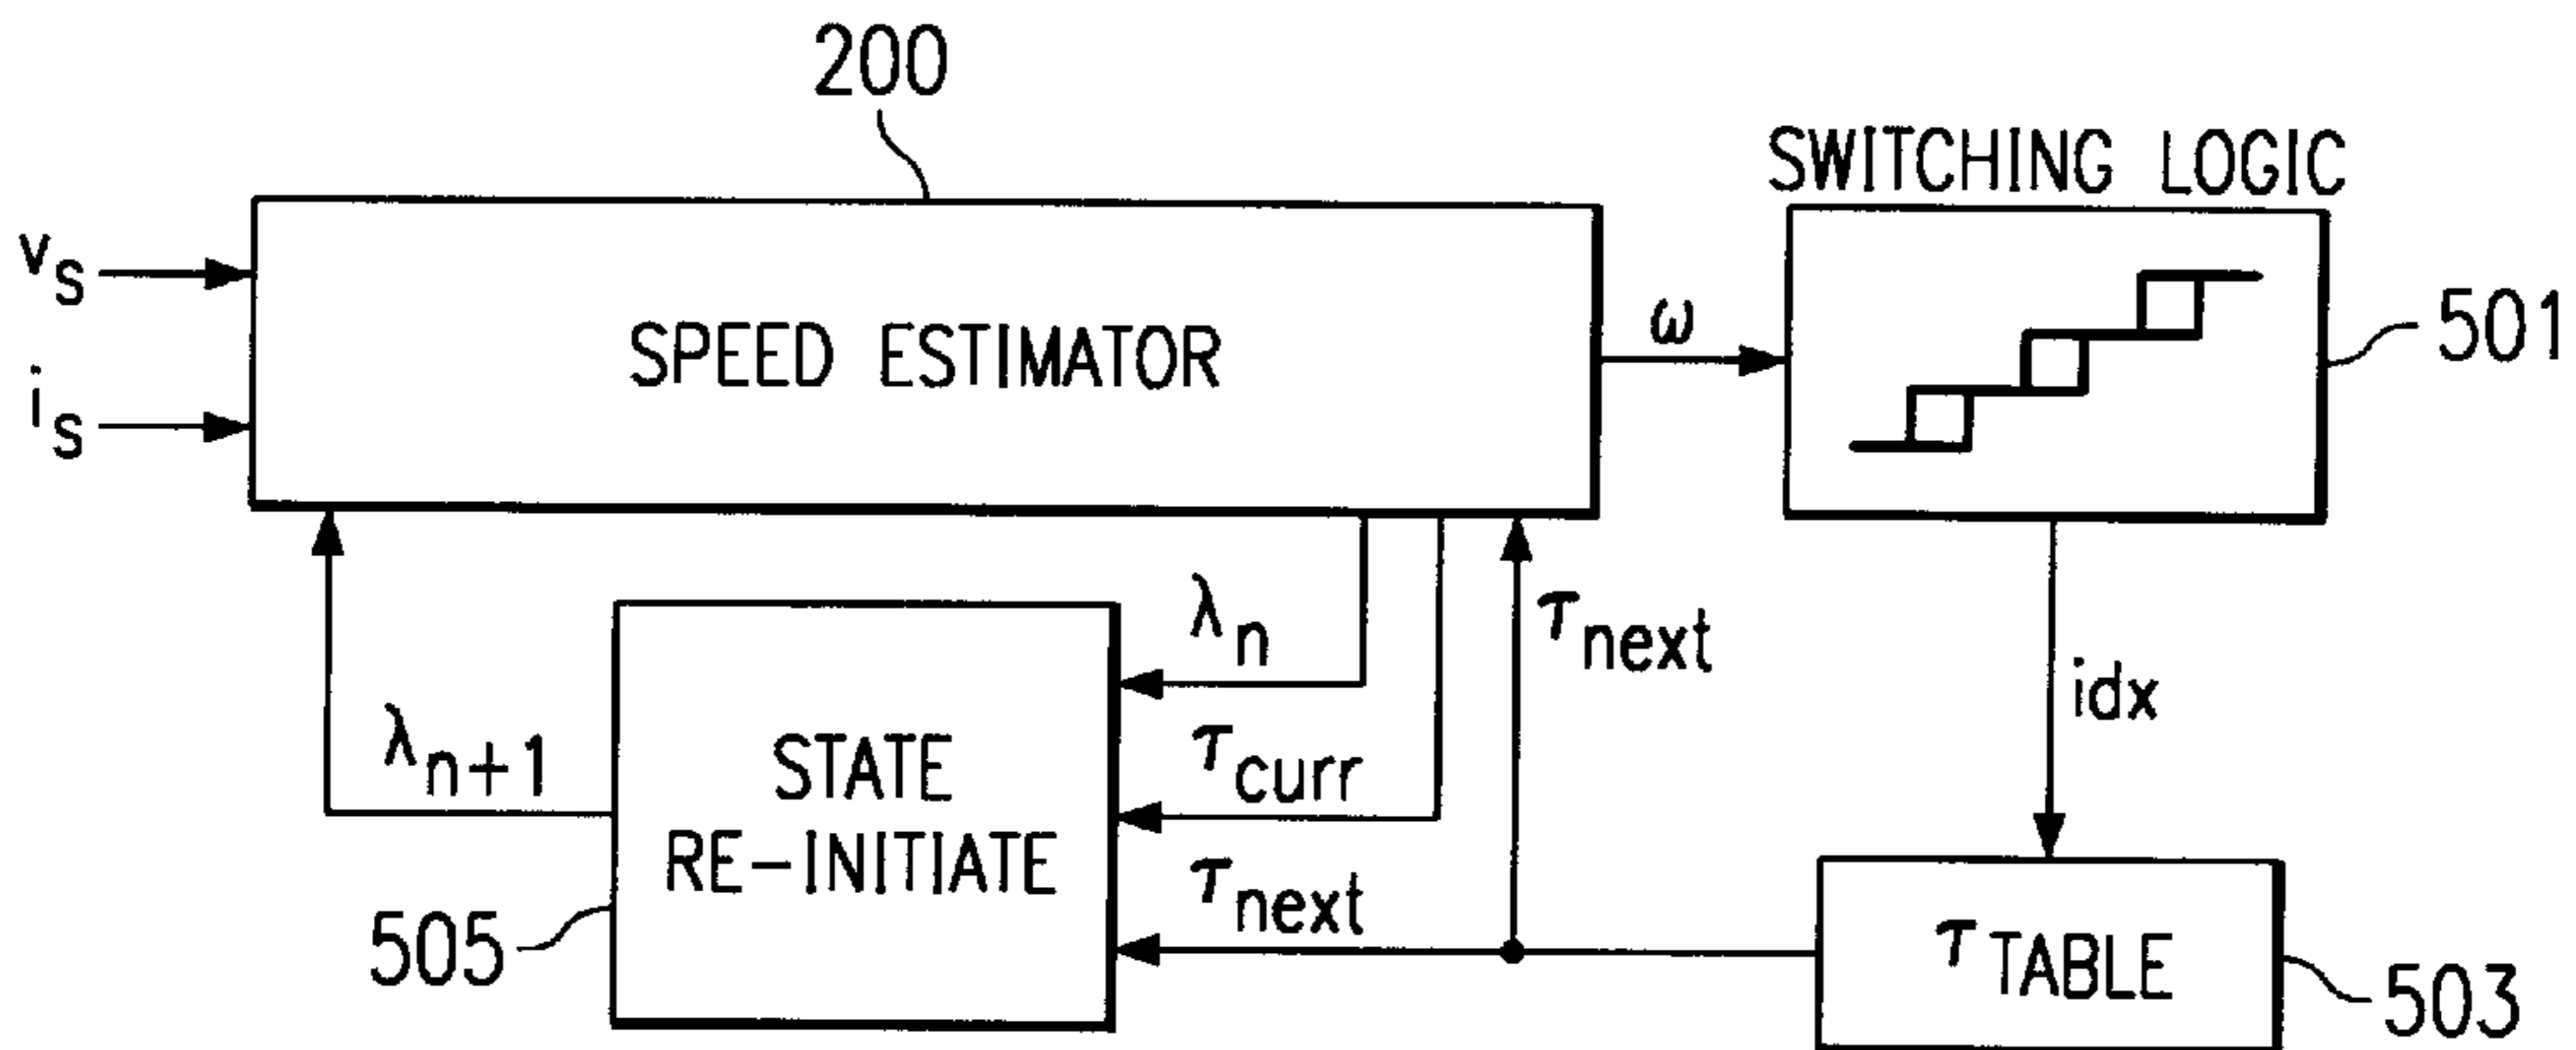 200
SWITCHING LOGIC
vs
SPEED ESTIMATOR
ω
501
is
λn
τnext
idx
λn+1
STATE
RE-INITIATE
τcurr
τnext
505
τ TABLE
503